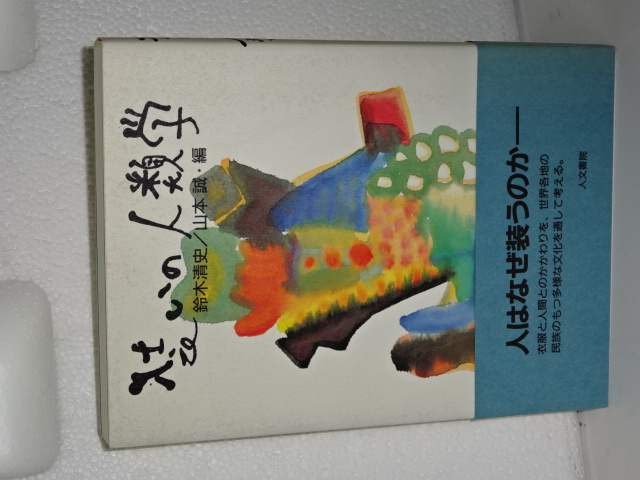 装いの人類学
鈴木清史/山本 誠・編
人はなぜ装うのか──
衣服と人間とのかかわりを、世界各地の
民族のもつ多様な文化を通して考える。
人文書院